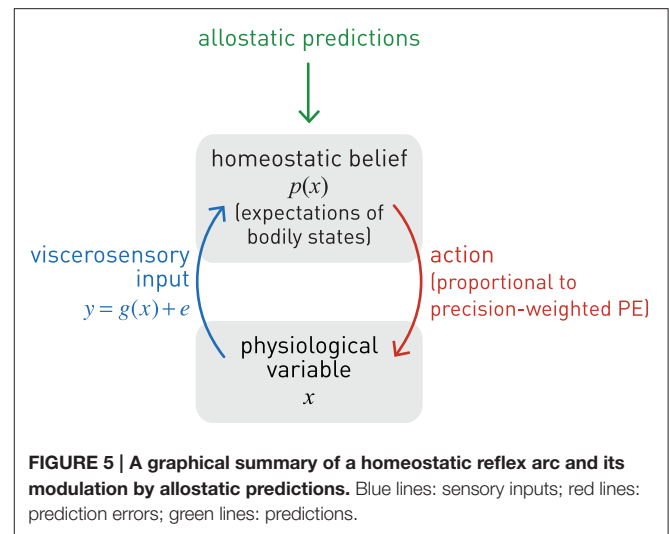 allostatic predictions
homeostatic belief
p(x)
(expectations of
bodily states)
viscerosensory
input
y = g(x) + e
action
(proportional to
precision-weighted PE)
physiological
variable
x
FIGURE 5 | A graphical summary of a homeostatic reflex arc and its
modulation by allostatic predictions. Blue lines: sensory inputs; red lines:
prediction errors; green lines: predictions.